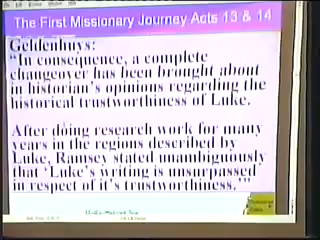 The First Missionary Journey Acts 13 & 14
Geldenhuys:
"In consequence, a complete
changeover has been brought about
in historian's opinions regarding the
historical trustworthiness of Luke.
After doing research work for many
years in the regions described by
Luke, Ramsey stated unambiguously
that 'Luke's writing is unsurpassed
in respect of it's trustworthiness.'"